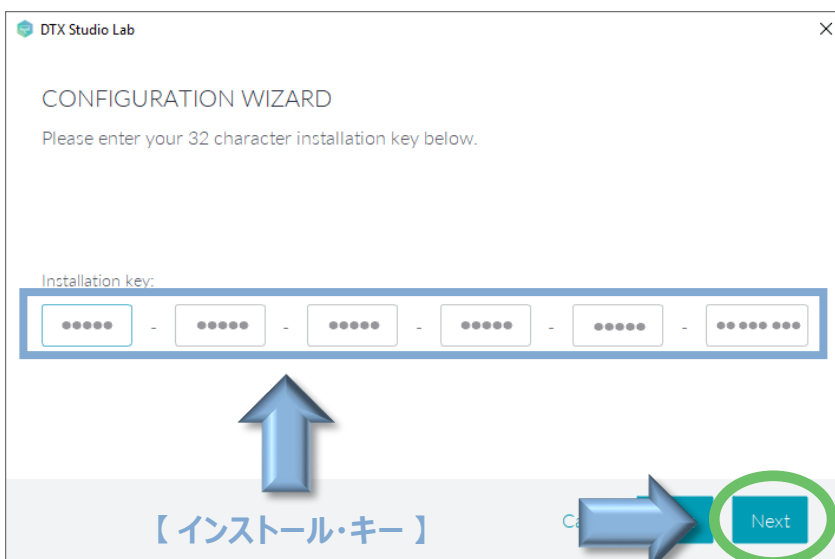 DTX Studio Lab
CONFIGURATION WIZARD
Please enter your 32 character installation key below.
Installation key:
●●●●● - ●●●●● - ●●●●● - ●●●●● - ●●●●● - ●● ●●● ●●●
【 インストール・キー 】
Next